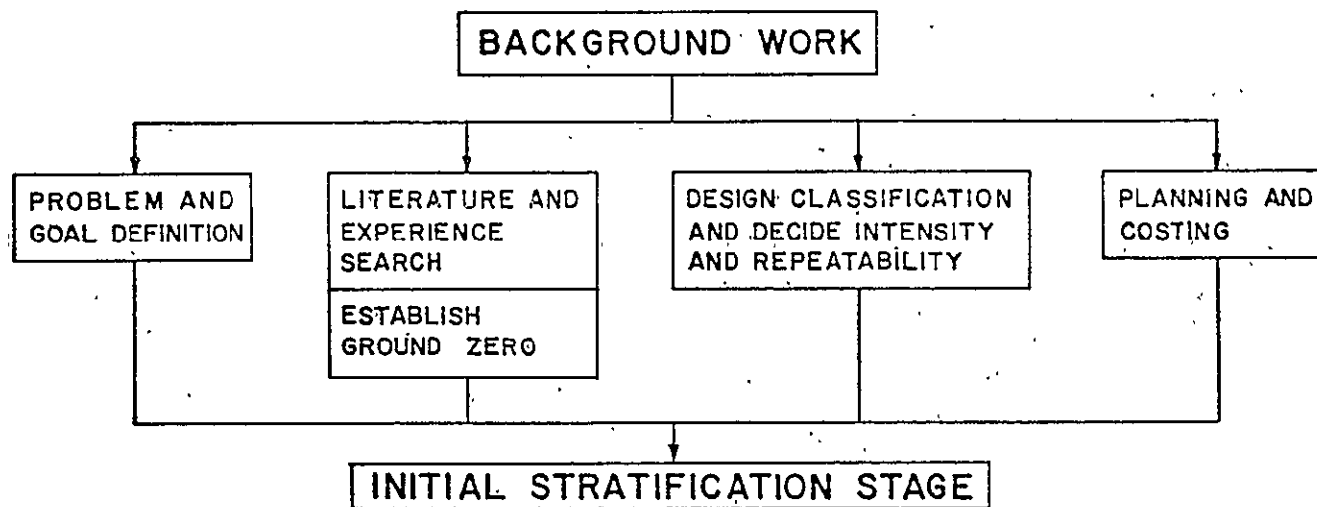 BACKGROUND WORK
PROBLEM AND
GOAL DEFINITION
LITERATURE AND
EXPERIENCE
SEARCH
ESTABLISH
GROUND ZERO
DESIGN CLASSIFICATION
AND DECIDE INTENSITY
AND REPEATABILITY
PLANNING AND
COSTING
INITIAL STRATIFICATION STAGE